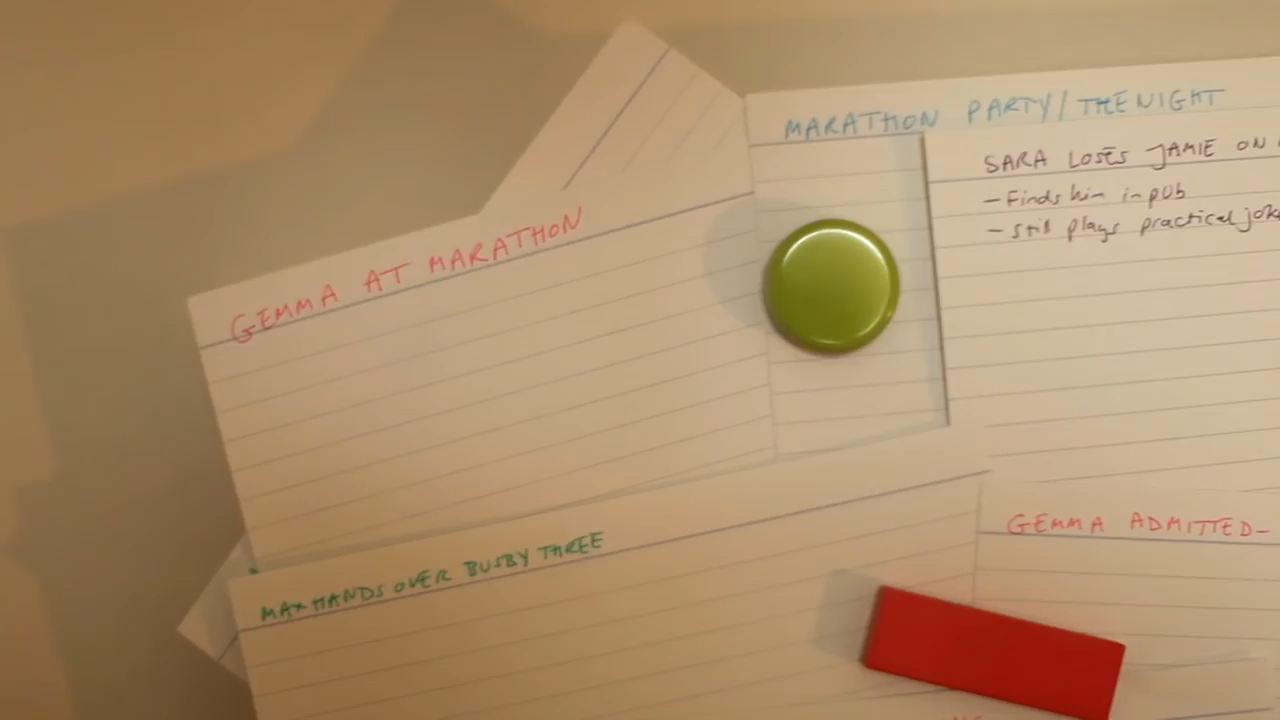 MARATHON PARTY/THE NIGHT
SARA LOSES JAMIE ON
- Finds him in pub
- still plays practical
GEMMA AT MARATHON
GEMMA ADMITTED-
MAX HANDS OVER BUSBY THREE